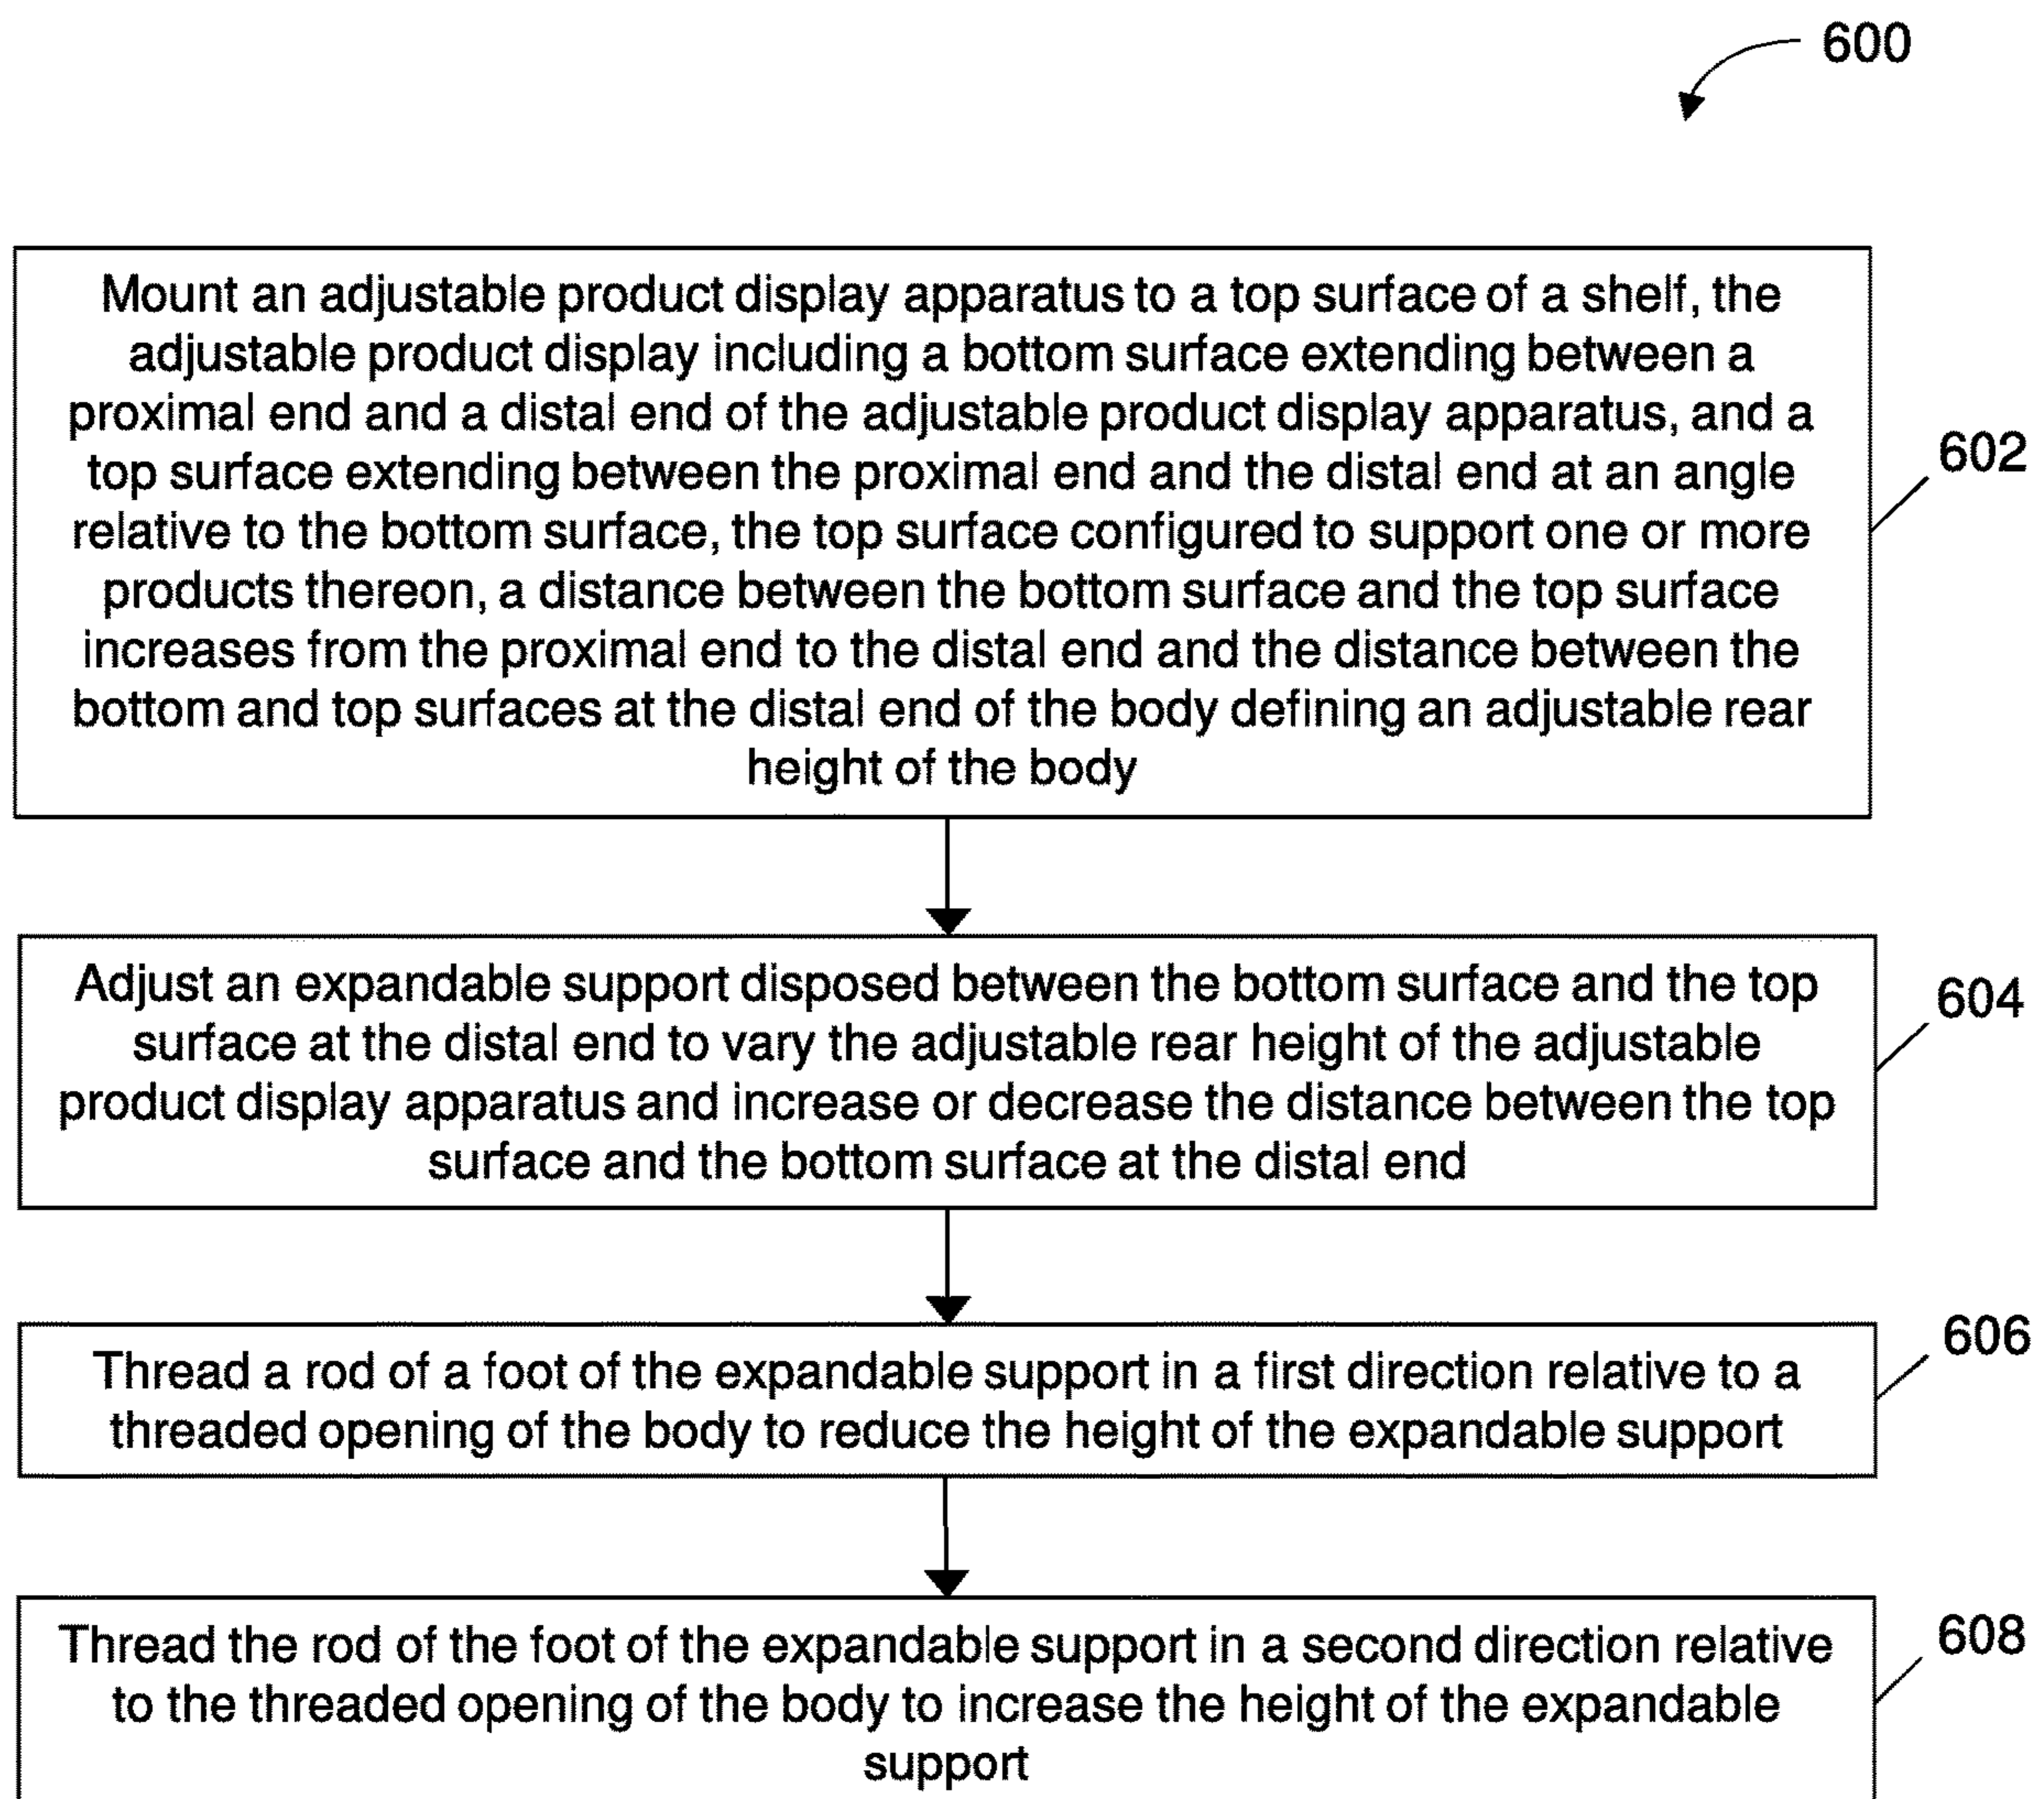 600
Mount an adjustable product display apparatus to a top surface of a shelf, the
adjustable product display including a bottom surface extending between a
proximal end and a distal end of the adjustable product display apparatus, and a
top surface extending between the proximal end and the distal end at an angle
relative to the bottom surface, the top surface configured to support one or more
products thereon, a distance between the bottom surface and the top surface
increases from the proximal end to the distal end and the distance between the
bottom and top surfaces at the distal end of the body defining an adjustable rear
height of the body
602
Adjust an expandable support disposed between the bottom surface and the top
surface at the distal end to vary the adjustable rear height of the adjustable
product display apparatus and increase or decrease the distance between the top
surface and the bottom surface at the distal end
604
Thread a rod of a foot of the expandable support in a first direction relative to a
threaded opening of the body to reduce the height of the expandable support
606
Thread the rod of the foot of the expandable support in a second direction relative
to the threaded opening of the body to increase the height of the expandable
support
608